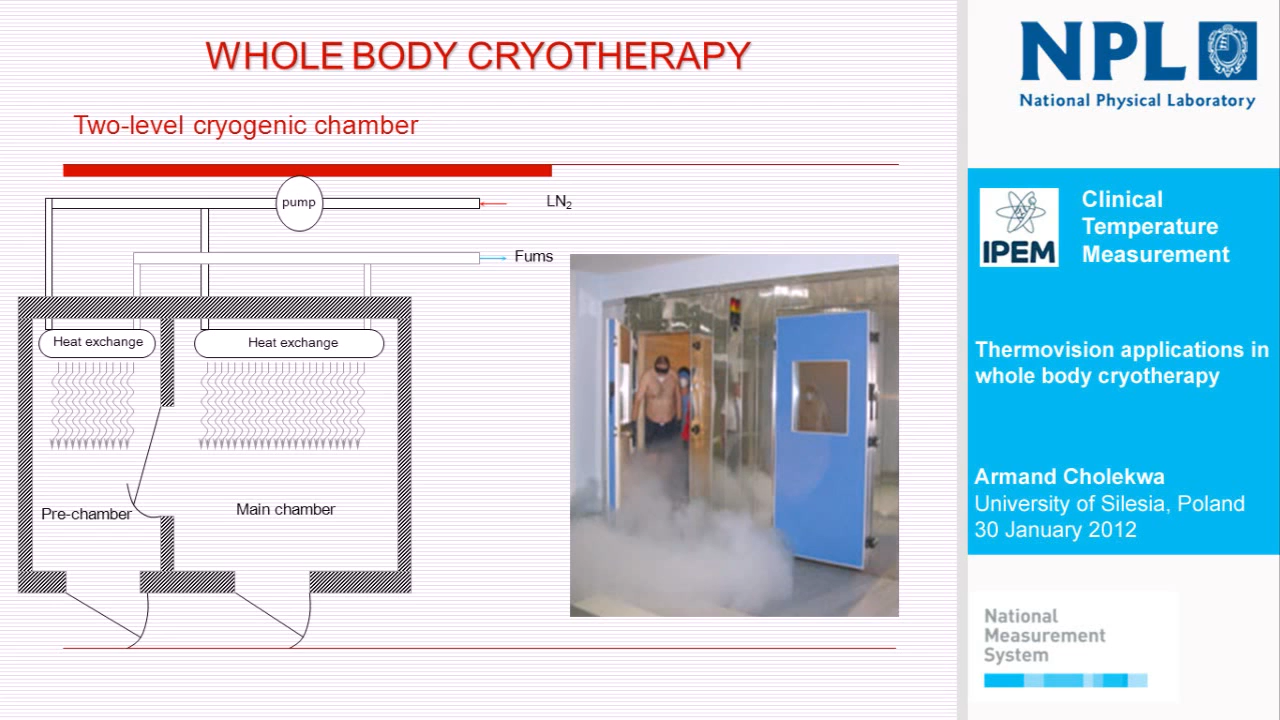 WHOLE BODY CRYOTHERAPY
Two-level cryogenic chamber
pump
LN₂
Fums
Heat exchange
Heat exchange
Pre-chamber
Main chamber
NPL
National Physical Laboratory
IPEM
Clinical
Temperature
Measurement
Thermovision applications in
whole body cryotherapy
Armand Cholekwa
University of Silesia, Poland
30 January 2012
National
Measurement
System